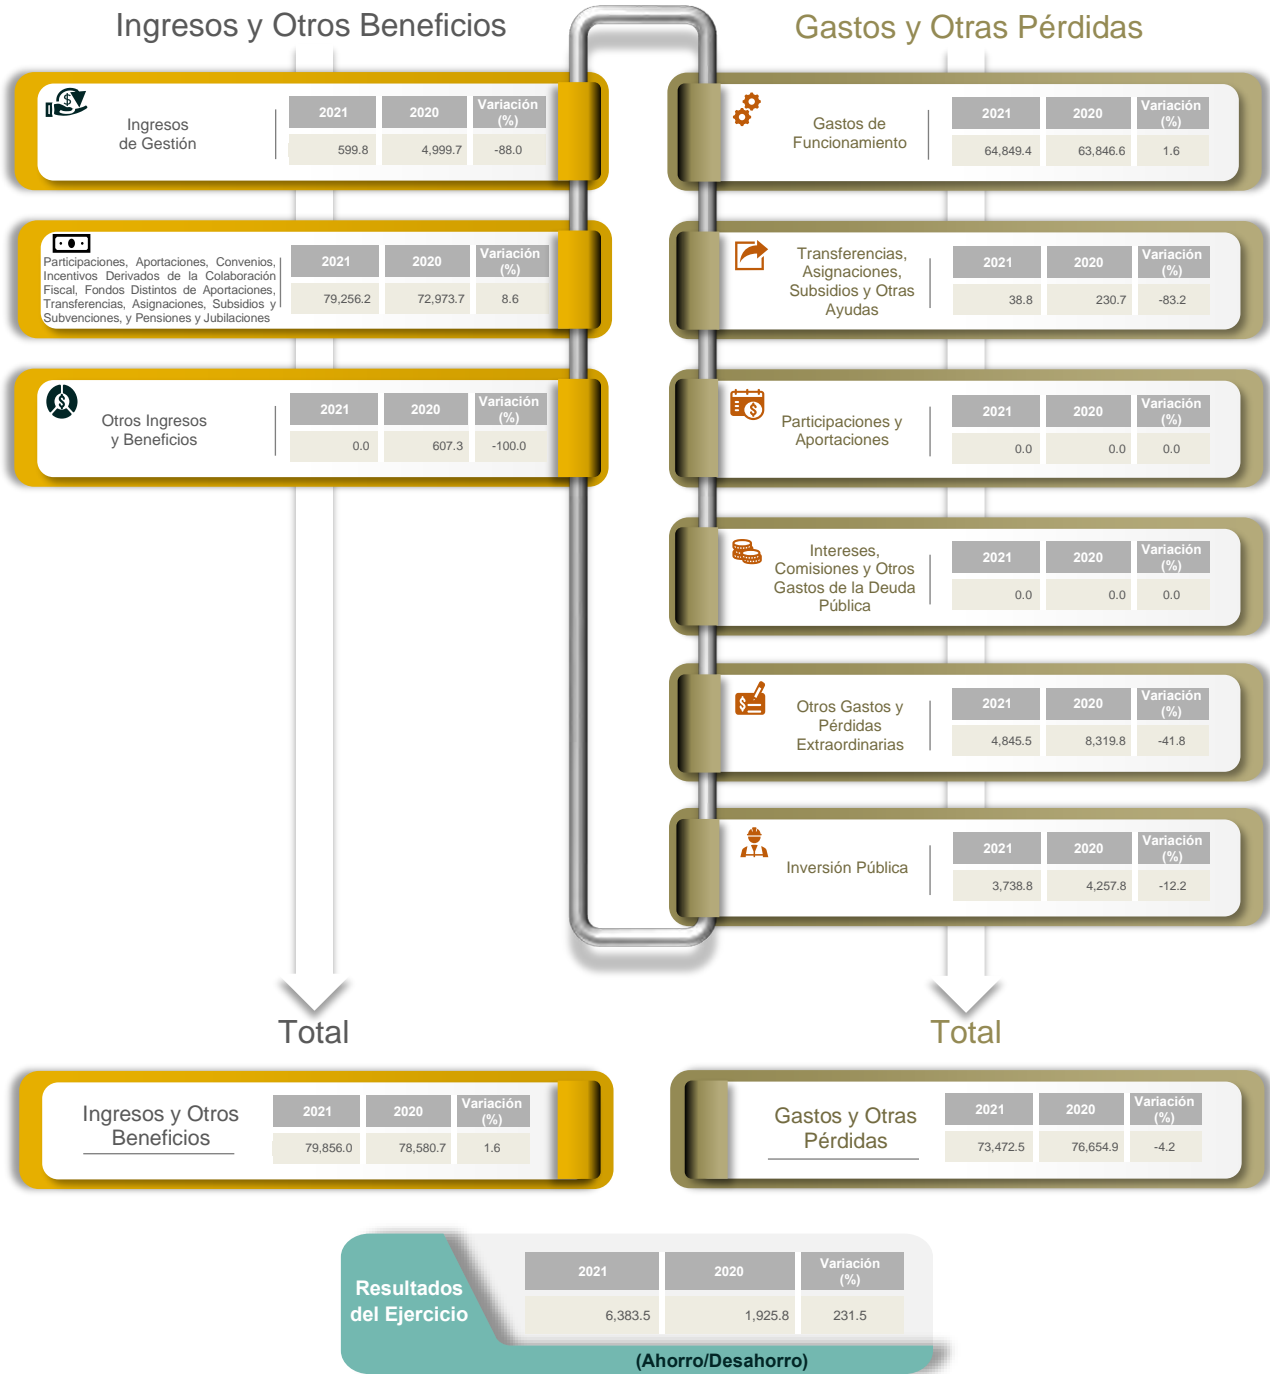 Ingresos y Otros Beneficios
Ingresos
de Gestión
2021 2020 Variación
(%)
599.8 4,999.7 -88.0
Participaciones, Aportaciones, Convenios,
Incentivos Derivados de la Colaboración
Fiscal, Fondos Distintos de Aportaciones,
Transferencias, Asignaciones, Subsidios y
Subvenciones, y Pensiones y Jubilaciones
2021 2020 Variación
(%)
79,256.2 72,973.7 8.6
Otros Ingresos
y Beneficios
2021 2020 Variación
(%)
0.0 607.3 -100.0
Total
Ingresos y Otros
Beneficios
2021 2020 Variación
(%)
79,856.0 78,580.7 1.6
Gastos y Otras Pérdidas
Gastos de
Funcionamiento
2021 2020 Variación
(%)
64,849.4 63,846.6 1.6
Transferencias,
Asignaciones,
Subsidios y Otras
Ayudas
2021 2020 Variación
(%)
38.8 230.7 -83.2
Participaciones y
Aportaciones
2021 2020 Variación
(%)
0.0 0.0 0.0
Intereses,
Comisiones y Otros
Gastos de la Deuda
Pública
2021 2020 Variación
(%)
0.0 0.0 0.0
Otros Gastos y
Pérdidas
Extraordinarias
2021 2020 Variación
(%)
4,845.5 8,319.8 -41.8
Inversión Pública
2021 2020 Variación
(%)
3,738.8 4,257.8 -12.2
Total
Gastos y Otras
Pérdidas
2021 2020 Variación
(%)
73,472.5 76,654.9 -4.2
Resultados
del Ejercicio
2021 2020 Variación
(%)
6,383.5 1,925.8 231.5
(Ahorro/Desahorro)